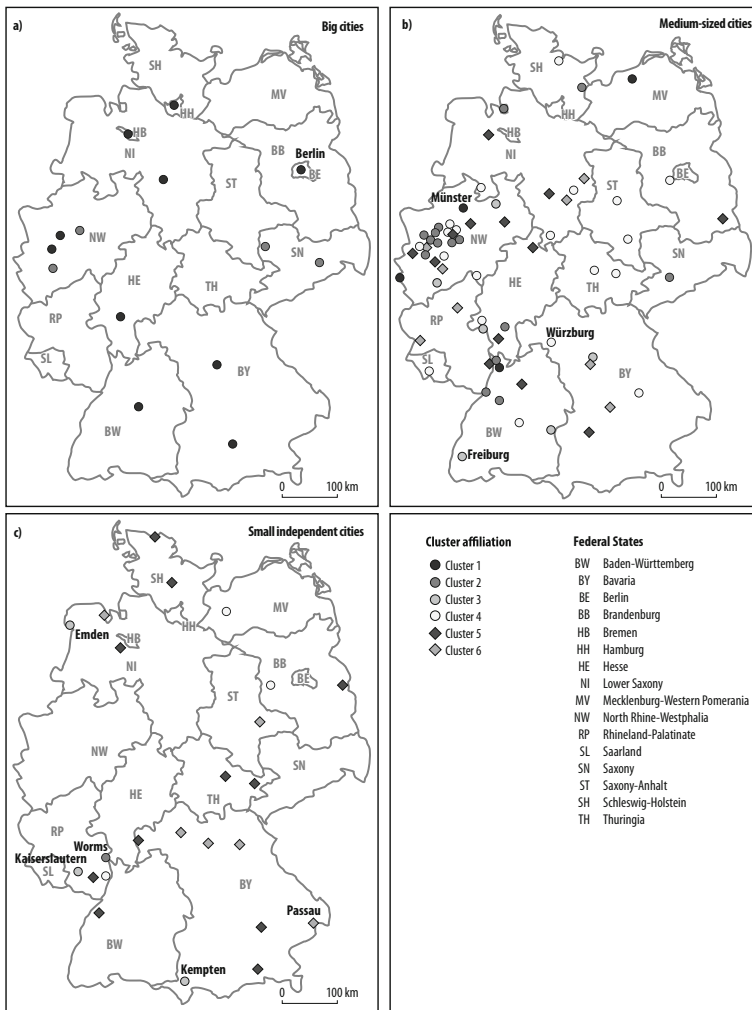 a) Big cities
SH
MV
HH
HB
BB
Berlin
NI
ST
BE
NW
SN
HE
TH
RP
SL
BY
BW
0 100 km
b) Medium-sized cities
SH
MV
HH
HB
BB
NI
ST
BE
Münster
NW
SN
HE
TH
RP
Würzburg
SL
BY
BW
Freiburg
0 100 km
c) Small independent cities
SH
MV
HH
Emden
HB
NI
BB
BE
ST
NW
SN
HE
TH
RP
Worms
Kaiserslautern
SL
BY
Passau
BW
Kempten
0 100 km
Cluster affiliation
Cluster 1
Cluster 2
Cluster 3
Cluster 4
Cluster 5
Cluster 6
Federal States
BW Baden-Württemberg
BY Bavaria
BE Berlin
BB Brandenburg
HB Bremen
HH Hamburg
HE Hesse
NI Lower Saxony
MV Mecklenburg-Western Pomerania
NW North Rhine-Westphalia
RP Rhineland-Palatinate
SL Saarland
SN Saxony
ST Saxony-Anhalt
SH Schleswig-Holstein
TH Thuringia